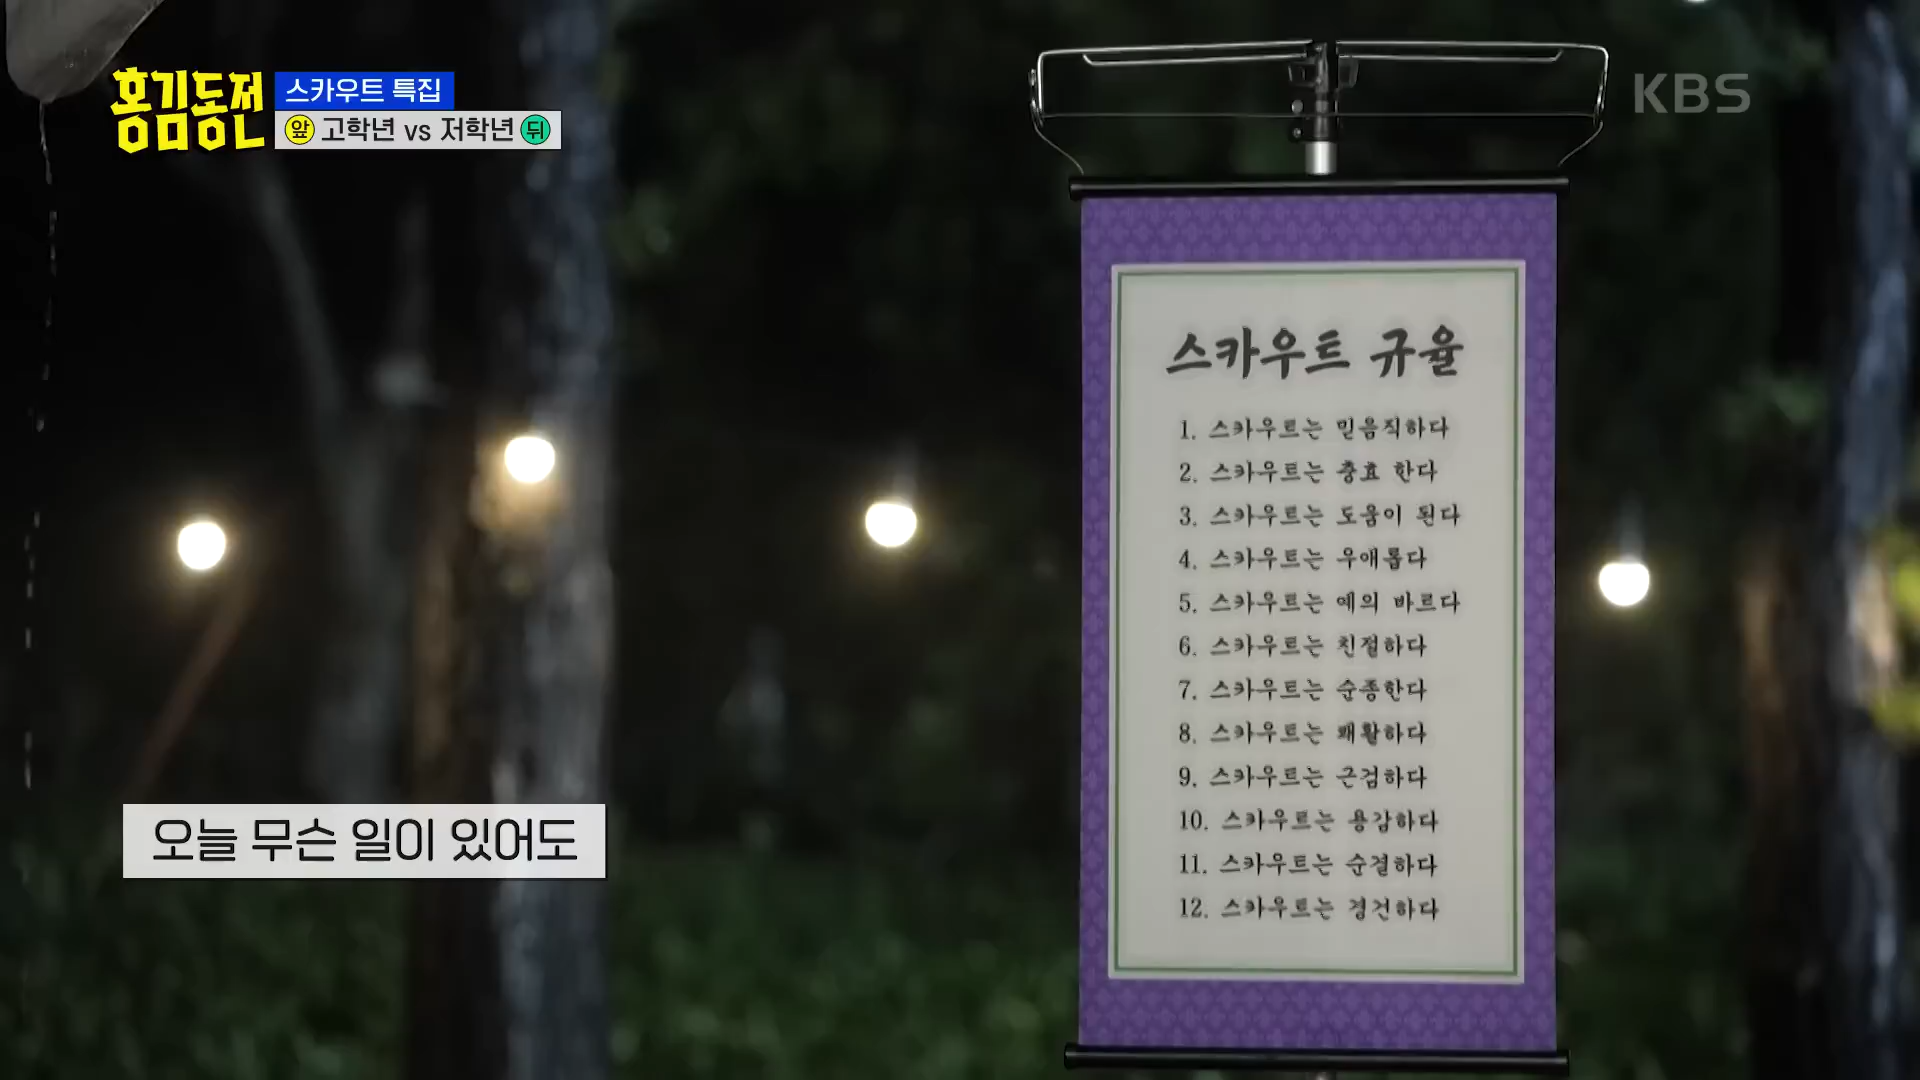 홍김동전
스카우트 특집
앞 고학년 vs 저학년 뒤
KBS
스카우트 규율
1. 스카우트는 믿음직하다
2. 스카우트는 충효 한다
3. 스카우트는 도움이 된다
4. 스카우트는 우애롭다
5. 스카우트는 예의 바르다
6. 스카우트는 친절하다
7. 스카우트는 순종한다
8. 스카우트는 쾌활하다
9. 스카우트는 근검하다
10. 스카우트는 용감하다
11. 스카우트는 순결하다
12. 스카우트는 경건하다
오늘 무슨 일이 있어도